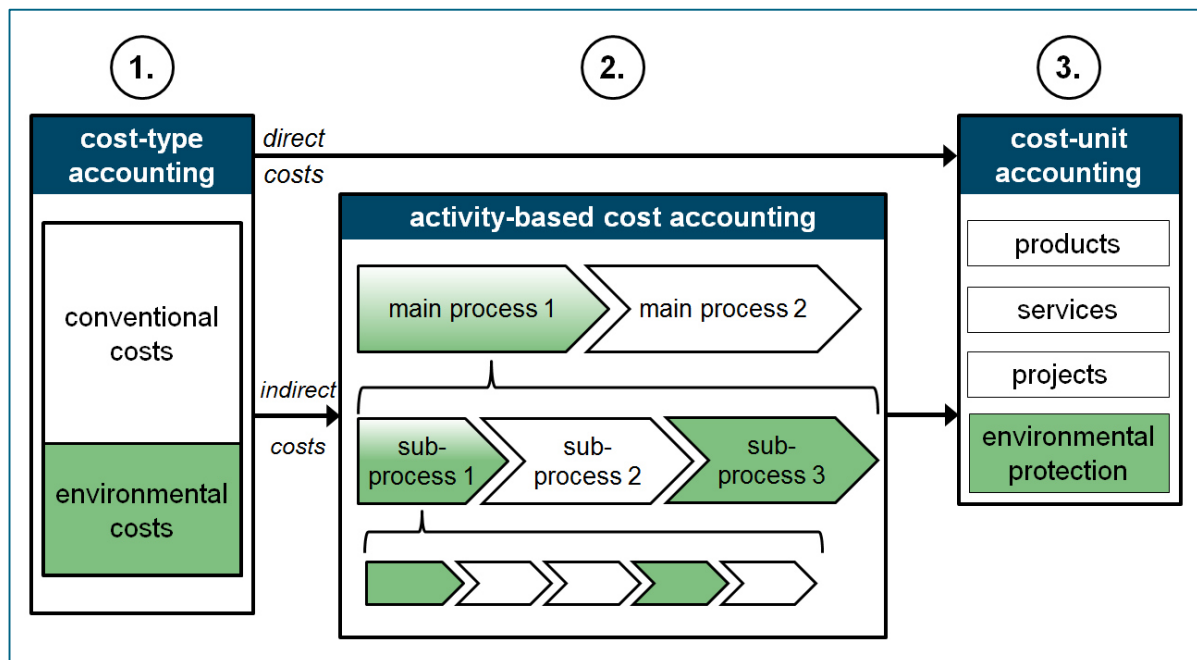 1.
2.
3.
cost-type
accounting
direct
costs
cost-unit
accounting
conventional
costs
environmental
costs
indirect
costs
activity-based cost accounting
main process 1
main process 2
sub-
process 1
sub-
process 2
sub-
process 3
products
services
projects
environmental
protection